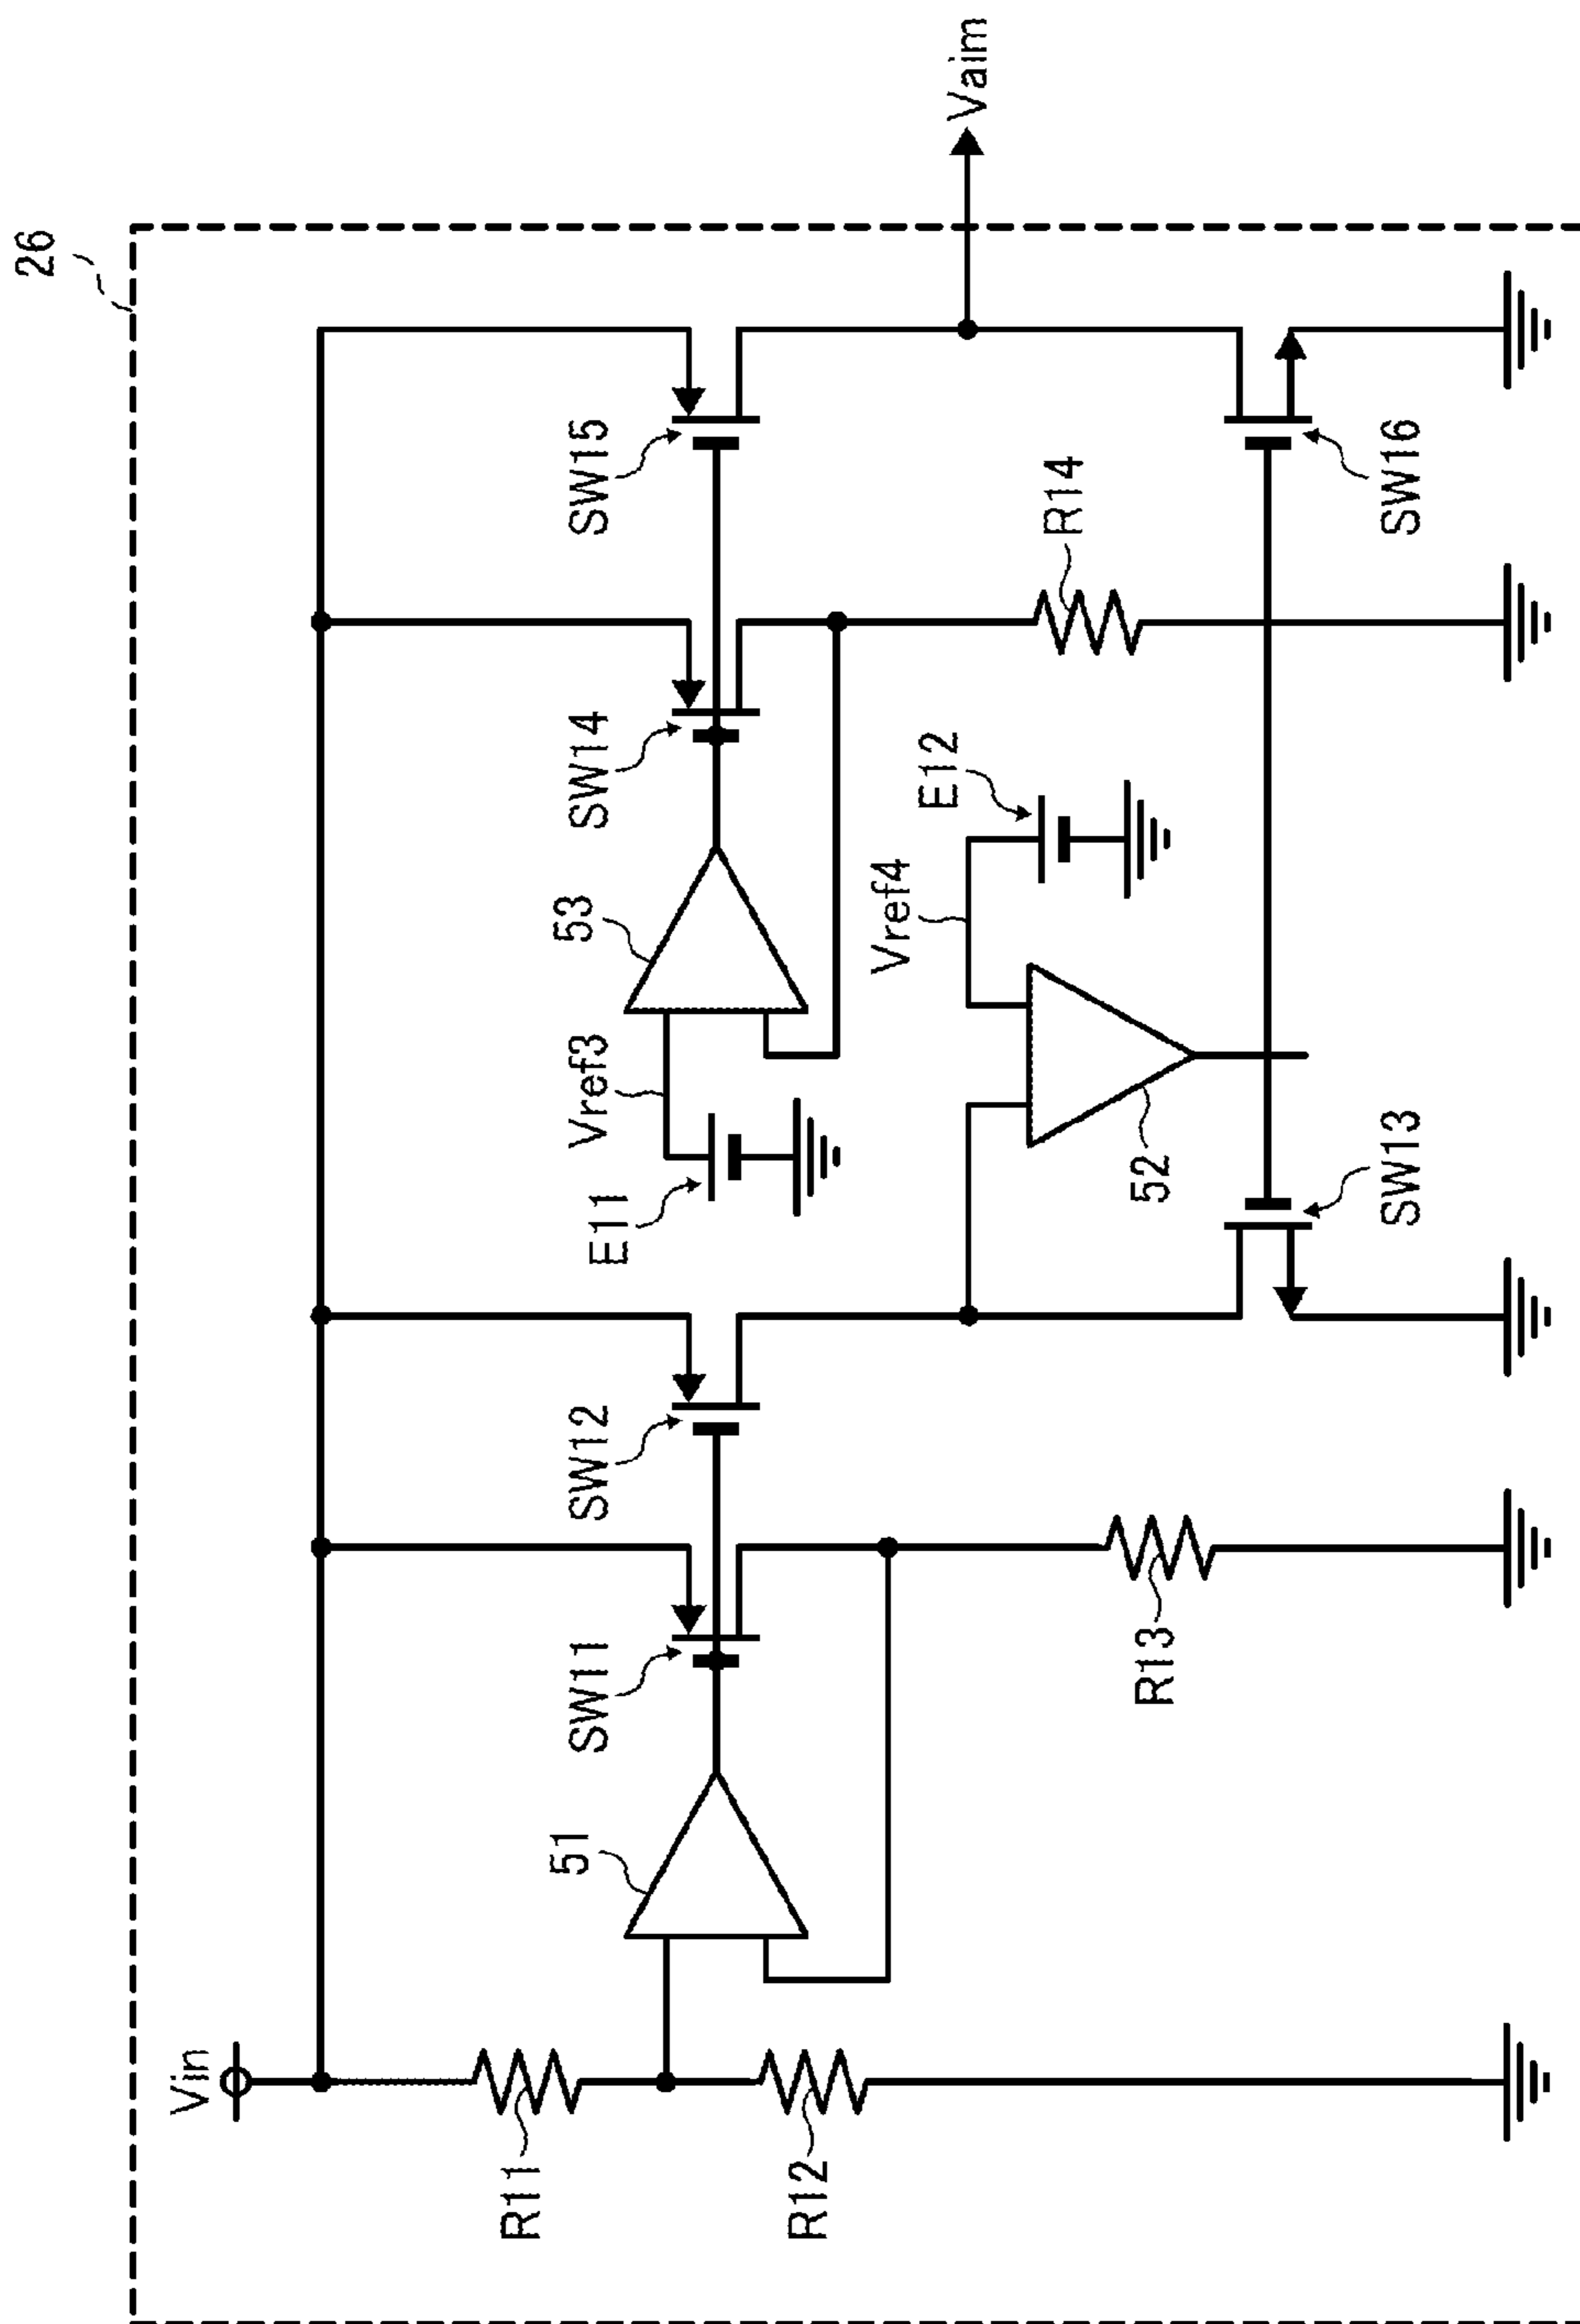 26
Vin
R11
R12
51
SW11
R13
SW12
E11
Vref3
53
SW14
SW15
Vref4
E12
R14
52
SW13
SW16
Vaim